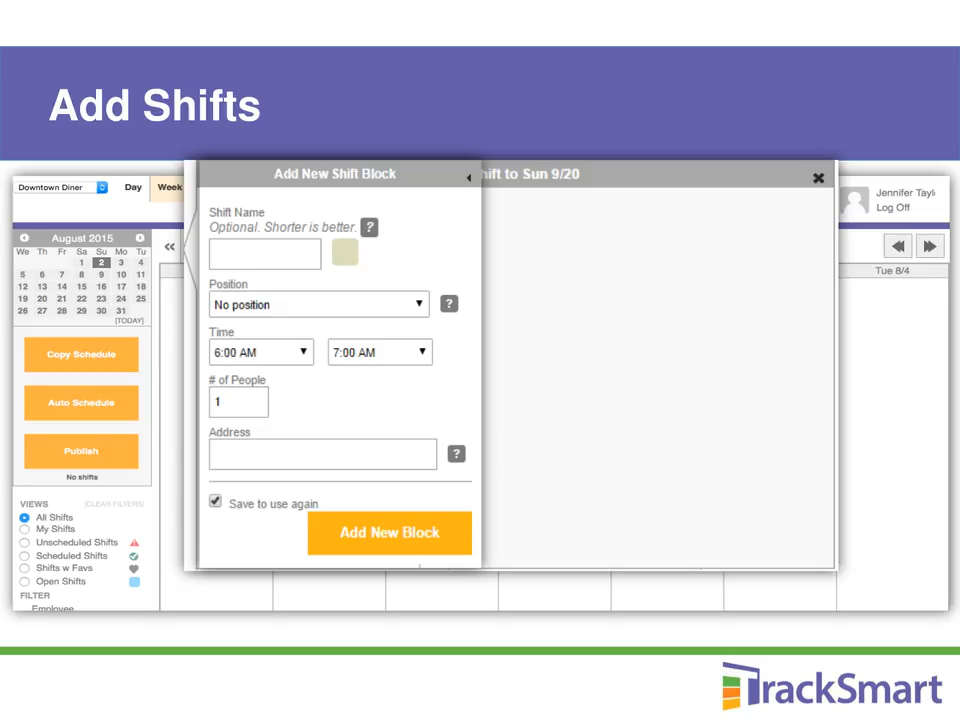 Add Shifts
Downtown Diner
Day
Week
Add New Shift Block
hift to Sun 9/20
Jennifer Tayl
Log Off
August 2015
We Th Fr Sa Su Mo Tu
1 2 3 4
5 6 7 8 9 10 11
12 13 14 15 16 17 18
19 20 21 22 23 24 25
26 27 28 29 30 31
[TODAY]
Copy Schedule
Auto Schedule
Publish
No shifts
VIEWS [CLEAR FILTERS]
All Shifts
My Shifts
Unscheduled Shifts
Scheduled Shifts
Shifts w Favs
Open Shifts
FILTER
Employee
Shift Name
Optional. Shorter is better. ?
Position
No position ?
Time
6:00 AM 7:00 AM
# of People
1
Address
?
Save to use again
Add New Block
Tue 8/4
TrackSmart